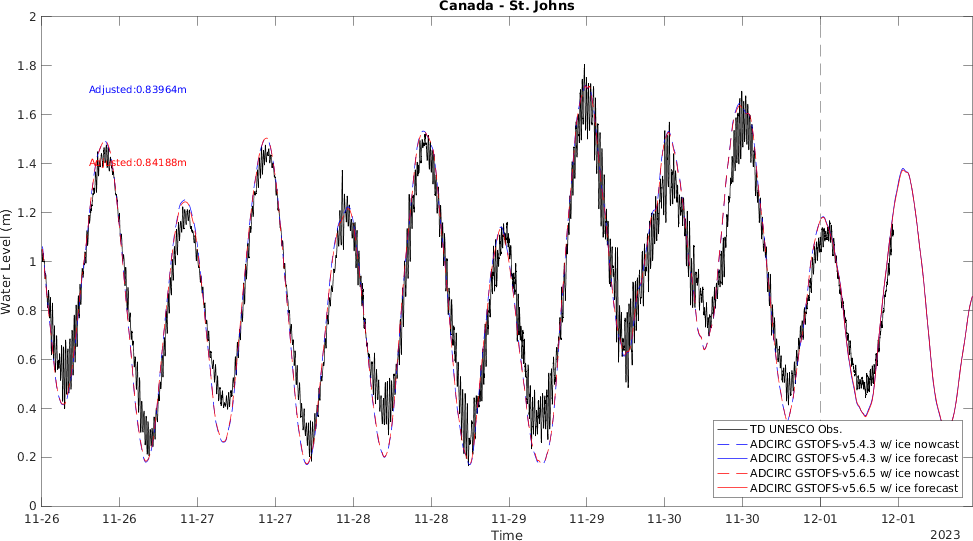 Canada - St. Johns
Water Level (m)
2
1.8
1.6
1.4
1.2
1
0.8
0.6
0.4
0.2
0
Adjusted:0.83964m
Adjusted:0.84188m
TD UNESCO Obs.
ADCIRC GSTOFS-v5.4.3 w/ ice nowcast
ADCIRC GSTOFS-v5.4.3 w/ ice forecast
ADCIRC GSTOFS-v5.6.5 w/ ice nowcast
ADCIRC GSTOFS-v5.6.5 w/ ice forecast
11-26 11-26 11-27 11-27 11-28 11-28 11-29 11-29 11-30 11-30 12-01 12-01
Time
2023